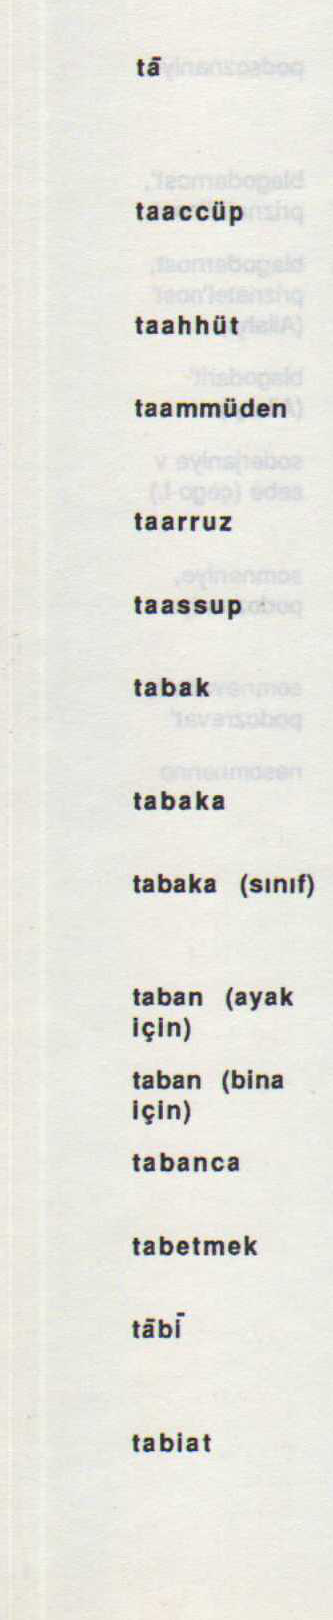 tā
taaccüp
taahhüt
taammüden
taarruz
taassup
tabak
tabaka
tabaka (sınıf)
taban (ayak
için)
taban (bina
için)
tabanca
tabetmek
tābī
tabiat